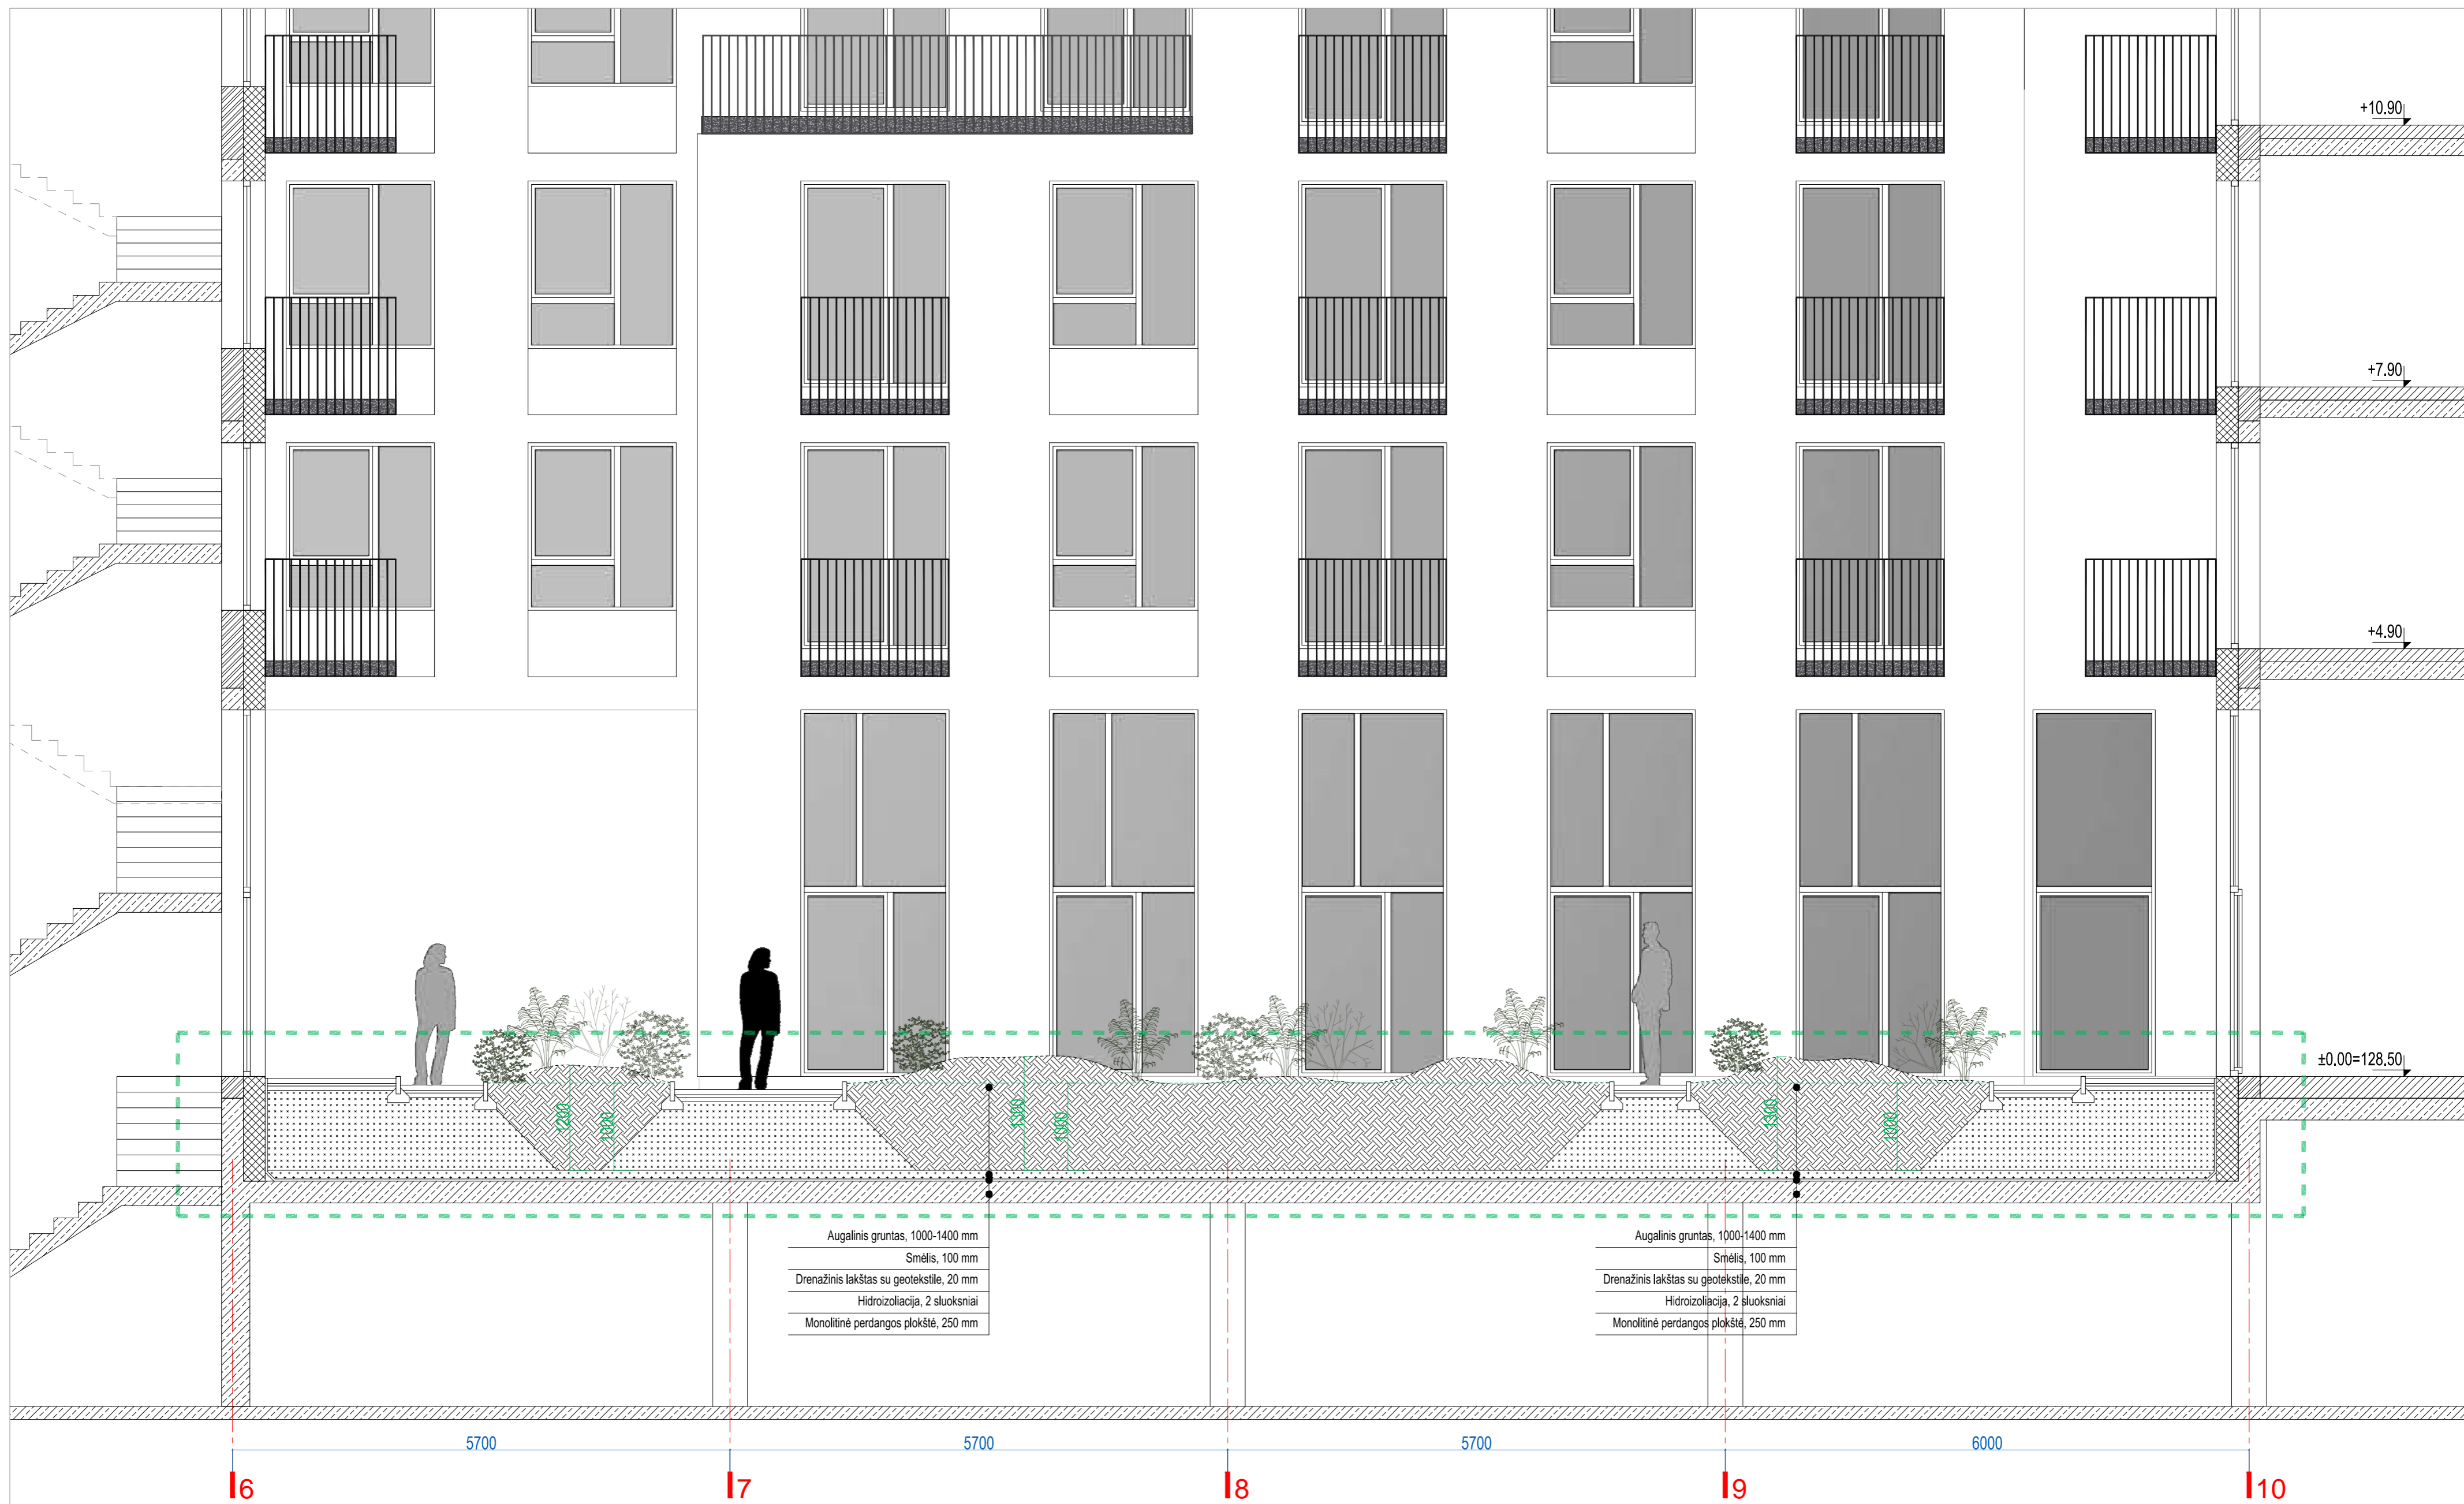 +10.90
+7.90
+4.90
±0.00=128.50
1200
1000
1300
1000
1300
1000
Augalinis gruntas, 1000-1400 mm
Smėlis, 100 mm
Drenažinis lakštas su geotekstile, 20 mm
Hidroizoliacija, 2 sluoksniai
Monolitinė perdangos plokštė, 250 mm
Augalinis gruntas, 1000-1400 mm
Smėlis, 100 mm
Drenažinis lakštas su geotekstile, 20 mm
Hidroizoliacija, 2 sluoksniai
Monolitinė perdangos plokštė, 250 mm
5700 5700 5700 6000
6 7 8 9 10